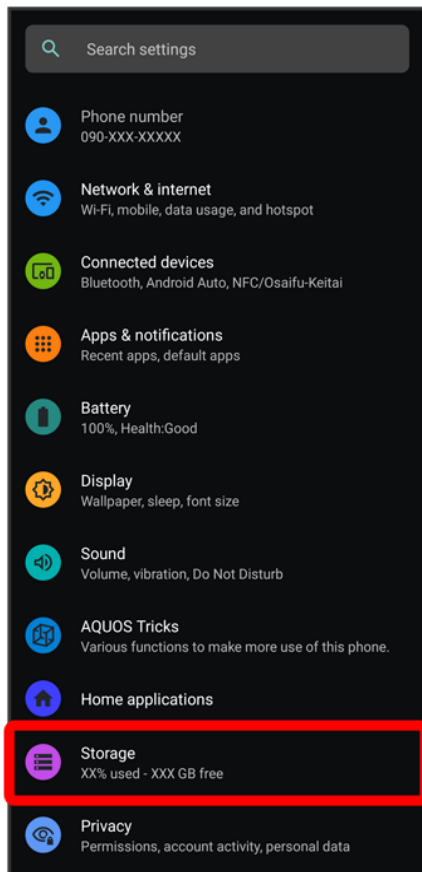 Search settings
Phone number
090-XXX-XXXXX
Network & internet
Wi-Fi, mobile, data usage, and hotspot
Connected devices
Bluetooth, Android Auto, NFC/Osaifu-Keitai
Apps & notifications
Recent apps, default apps
Battery
100%, Health:Good
Display
Wallpaper, sleep, font size
Sound
Volume, vibration, Do Not Disturb
AQUOS Tricks
Various functions to make more use of this phone.
Home applications
Storage
XX% used - XXX GB free
Privacy
Permissions, account activity, personal data